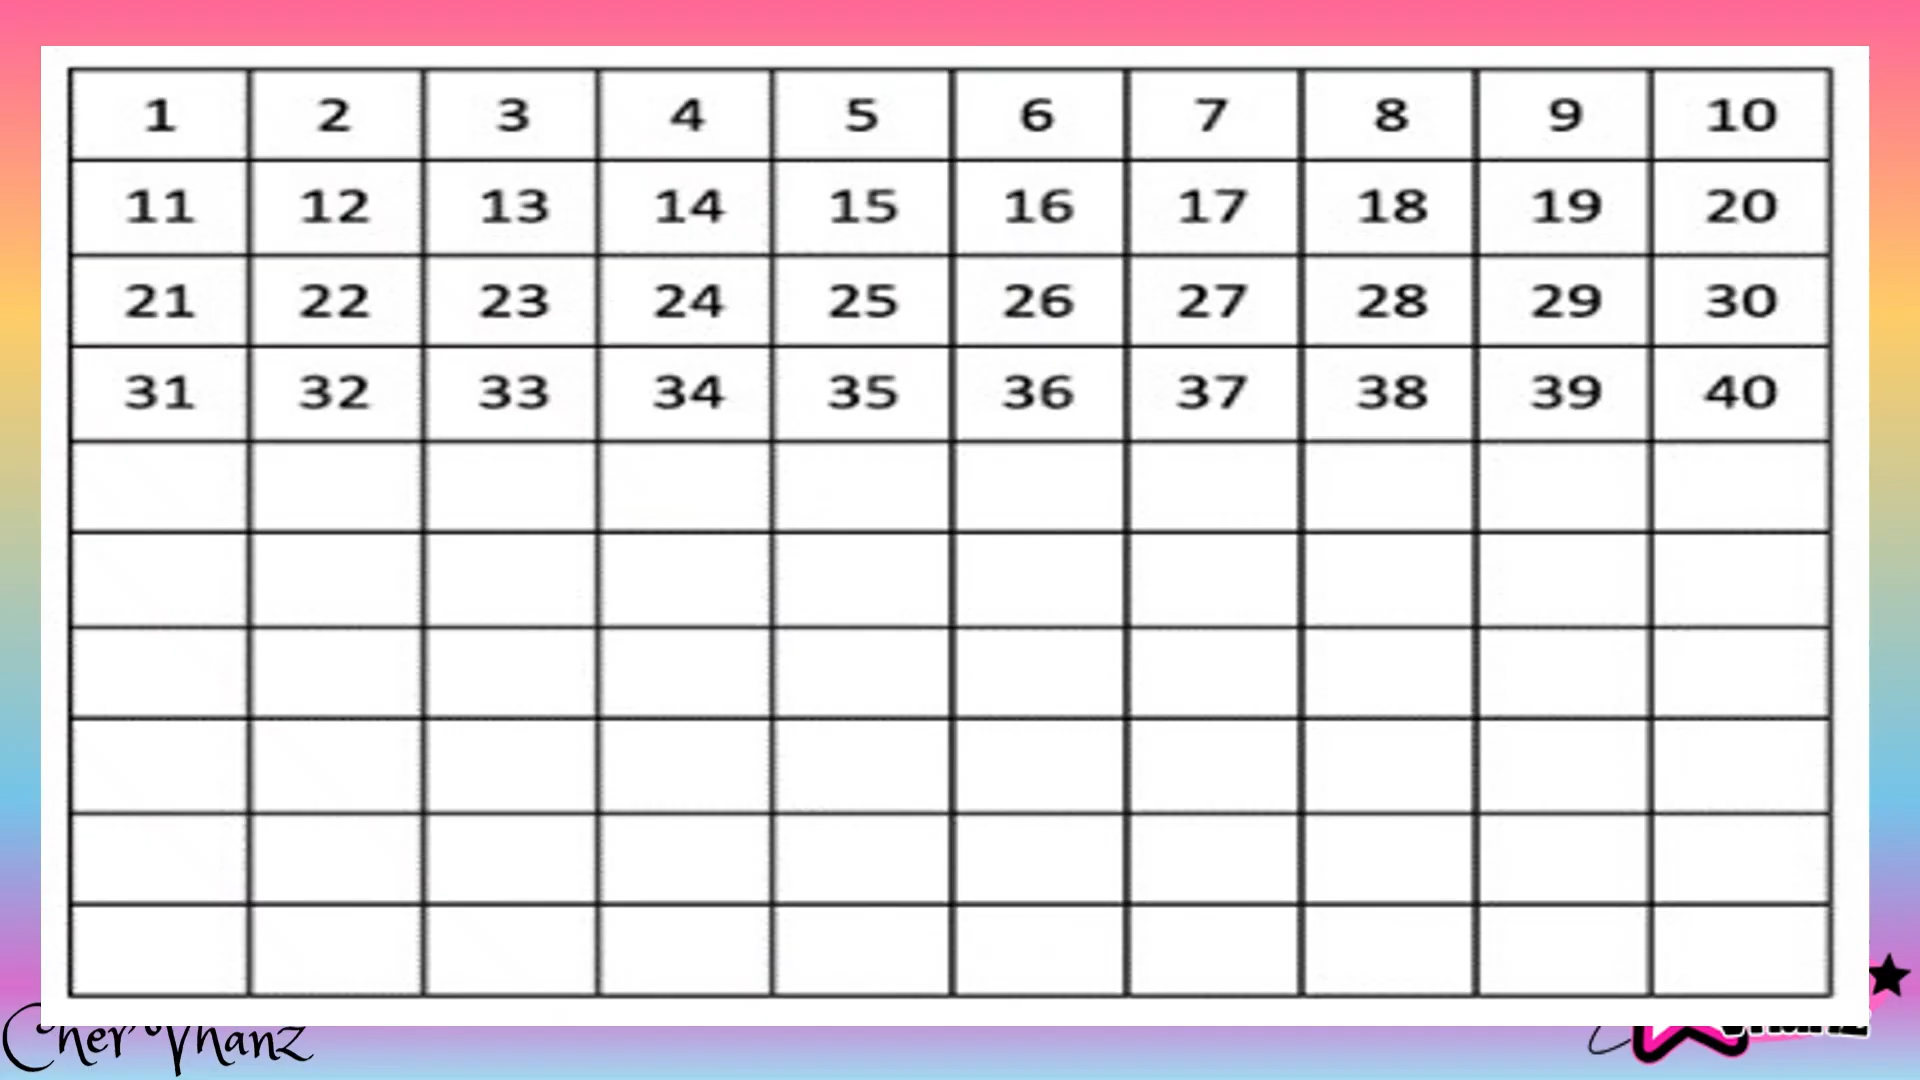 1 2 3 4 5 6 7 8 9 10
11 12 13 14 15 16 17 18 19 20
21 22 23 24 25 26 27 28 29 30
31 32 33 34 35 36 37 38 39 40
Cher Vhanz